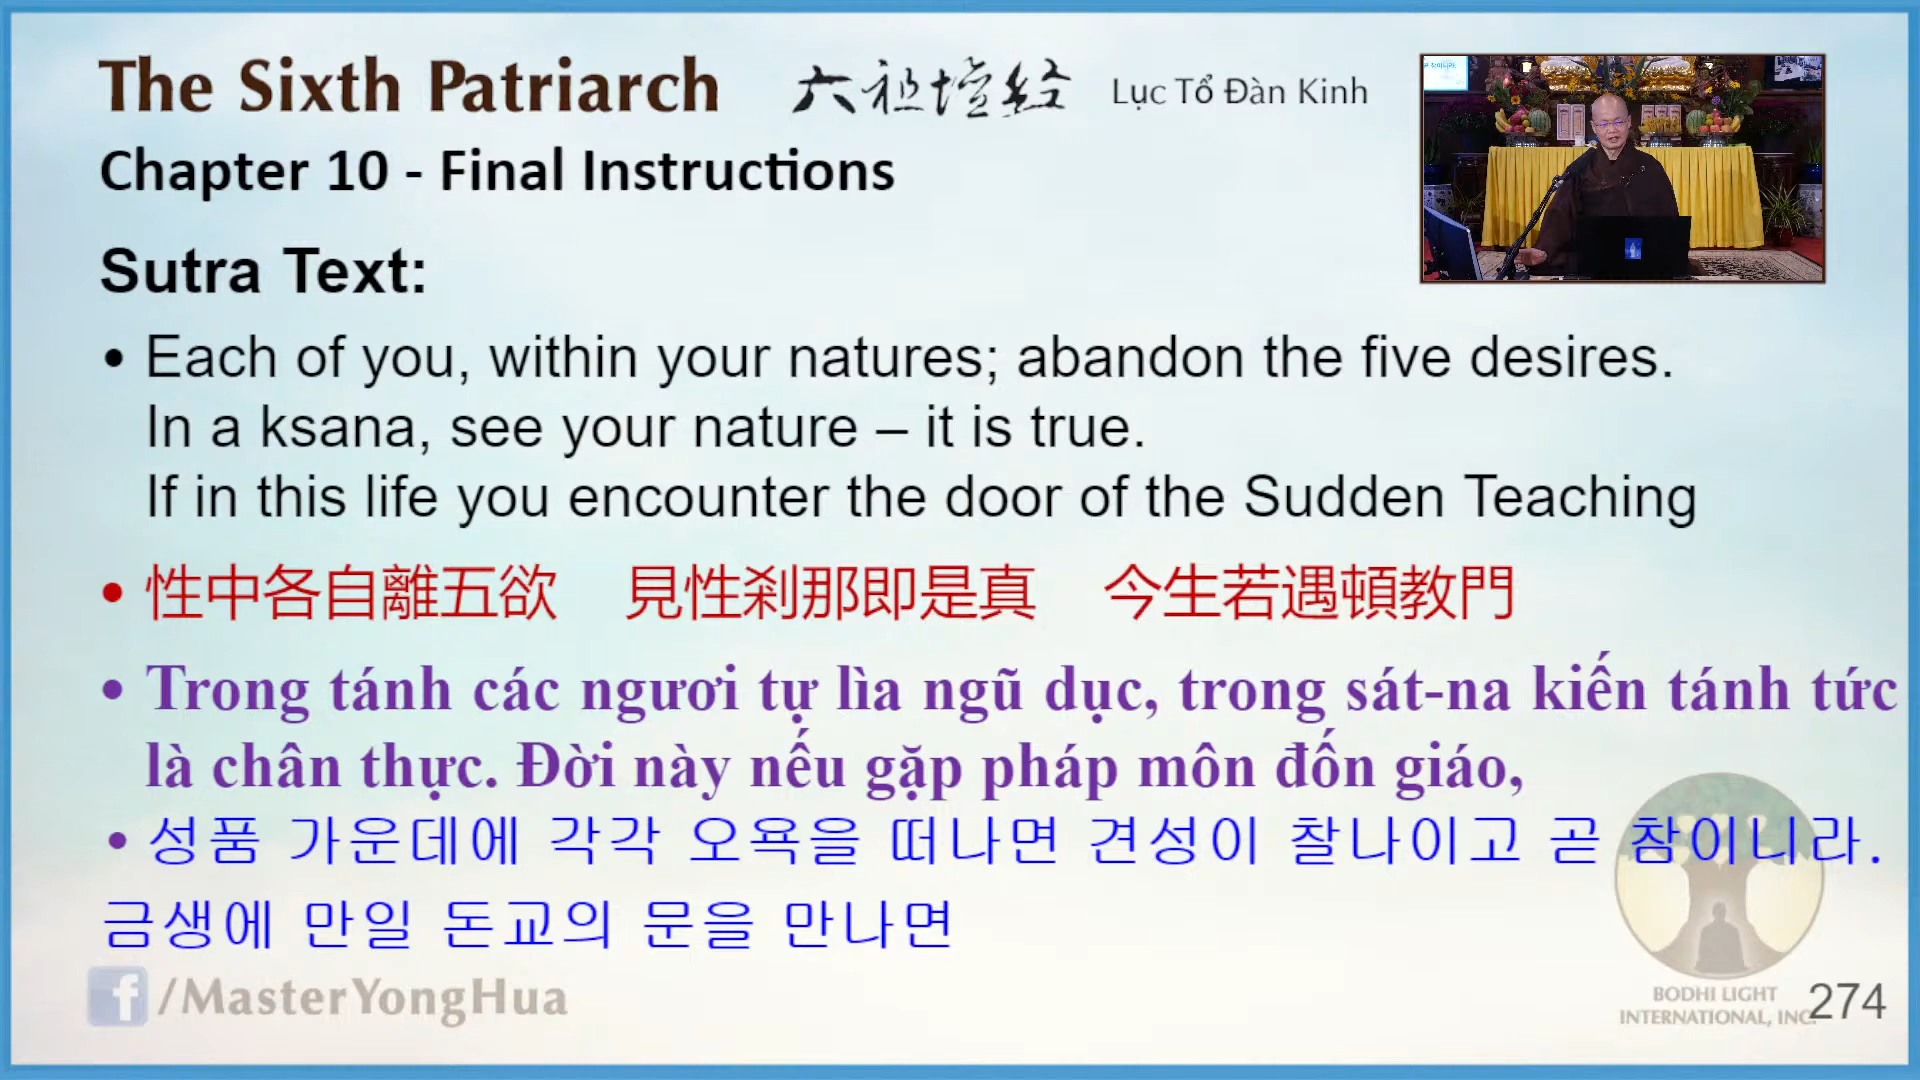 The Sixth Patriarch 六祖壇經 Lục Tổ Đàn Kinh
Chapter 10 - Final Instructions
Sutra Text:
• Each of you, within your natures; abandon the five desires.
In a ksana, see your nature – it is true.
If in this life you encounter the door of the Sudden Teaching
• 性中各自離五欲 見性剎那即是真 今生若遇頓教門
• Trong tánh các ngươi tự lìa ngũ dục, trong sát-na kiến tánh tức
là chân thực. Đời này nếu gặp pháp môn đốn giáo,
• 성품 가운데에 각각 오욕을 떠나면 견성이 찰나이고 곧 참이니라.
금생에 만일 돈교의 문을 만나면
f /MasterYongHua
BODHI LIGHT
INTERNATIONAL, INC.
274